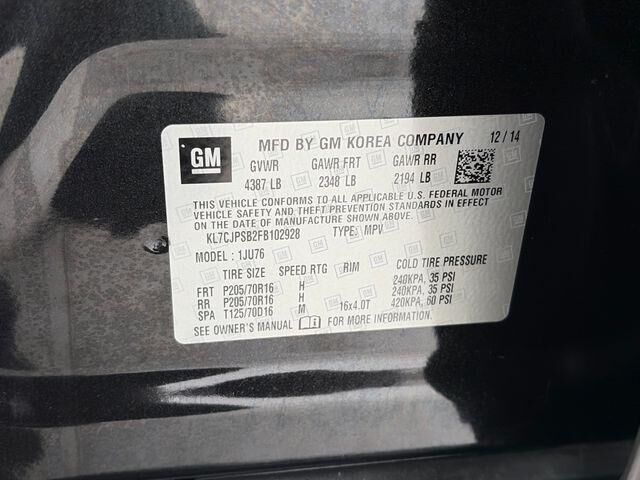 GM
MFD BY GM KOREA COMPANY 12/14
GVWR GAWR FRT GAWR RR
4387 LB 2348 LB 2194 LB
THIS VEHICLE CONFORMS TO ALL APPLICABLE U.S. FEDERAL MOTOR
VEHICLE SAFETY AND THEFT PREVENTION STANDARDS IN EFFECT
ON THE DATE OF MANUFACTURE SHOWN ABOVE.
KL7CJPSB2FB102928 TYPE: MPV
MODEL: 1JU76
TIRE SIZE SPEED RTG RIM COLD TIRE PRESSURE
FRT P205/70R16 H 240KPA, 35 PSI
RR P205/70R16 H 240KPA, 35 PSI
SPA T125/70D16 M 16x4.0T 420KPA, 60 PSI
SEE OWNER'S MANUAL FOR MORE INFORMATION.